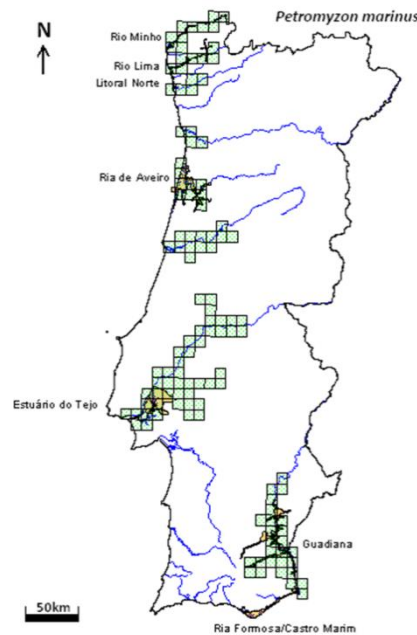 Petromyzon marinus
N
Rio Minho
Rio Lima
Litoral Norte
Ria de Aveiro
Estuário do Tejo
Guadiana
50km
Ria Formosa/Castro Marim